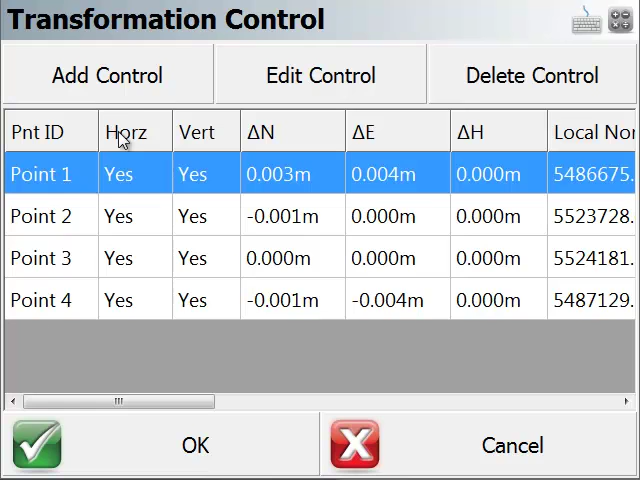 Transformation Control
Add Control Edit Control Delete Control
Pnt ID Horz Vert ΔN ΔE ΔH Local Nor
Point 1 Yes Yes 0.003m 0.004m 0.000m 5486675.
Point 2 Yes Yes -0.001m 0.000m 0.000m 5523728.
Point 3 Yes Yes 0.000m 0.000m 0.000m 5524181.
Point 4 Yes Yes -0.001m -0.004m 0.000m 5487129.
OK Cancel